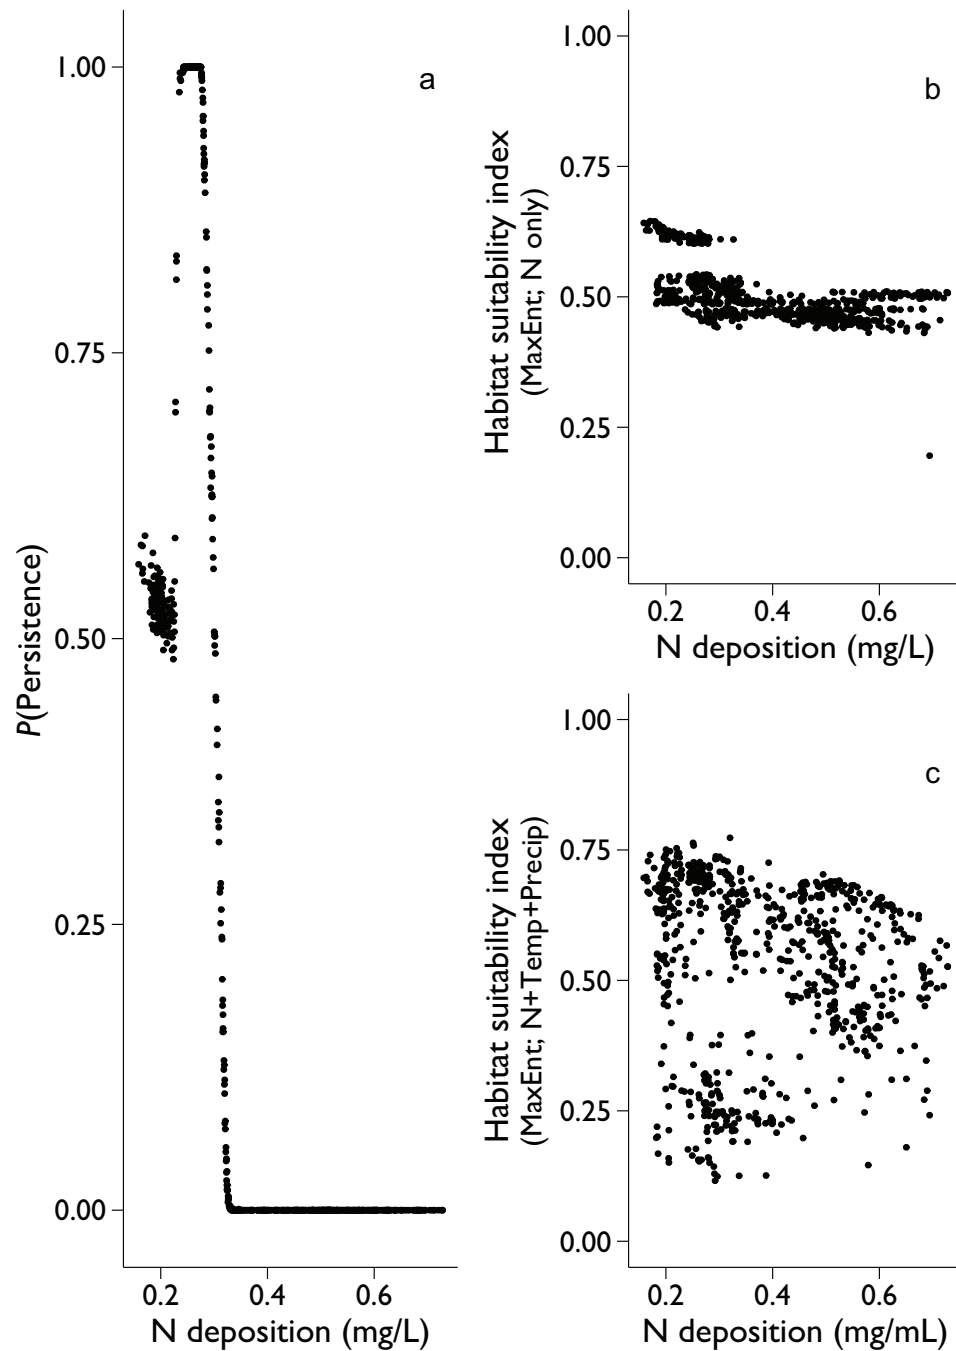 a
1.00
0.75
0.50
0.25
0.00
P(Persistence)
0.2 0.4 0.6
N deposition (mg/L)
b
1.00
0.75
0.50
0.25
0.00
Habitat suitability index
(MaxEnt; N only)
0.2 0.4 0.6
N deposition (mg/L)
c
1.00
0.75
0.50
0.25
0.00
Habitat suitability index
(MaxEnt; N+Temp+Precip)
0.2 0.4 0.6
N deposition (mg/mL)